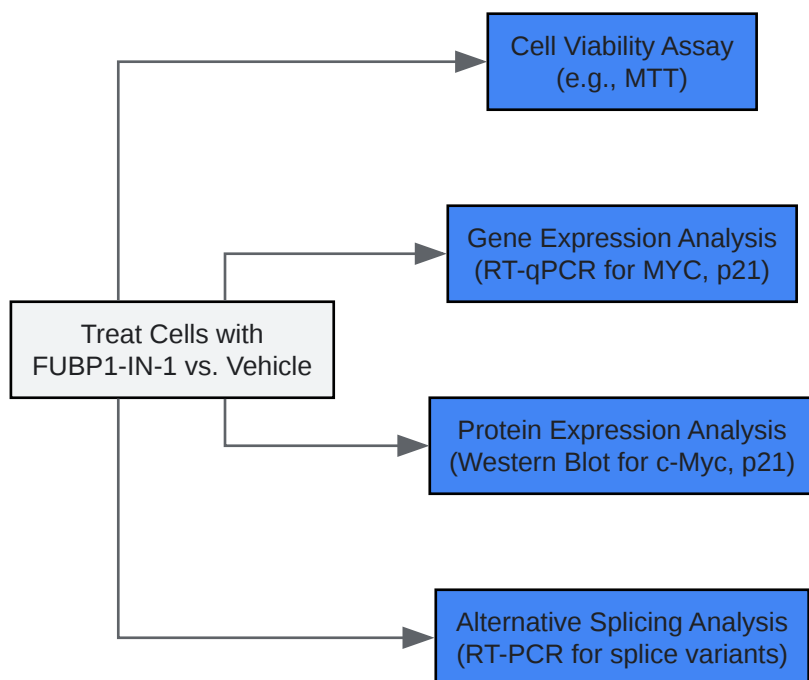 Cell Viability Assay
(e.g., MTT)
Gene Expression Analysis
(RT-qPCR for MYC, p21)
Treat Cells with
FUBP1-IN-1 vs. Vehicle
Protein Expression Analysis
(Western Blot for c-Myc, p21)
Alternative Splicing Analysis
(RT-PCR for splice variants)